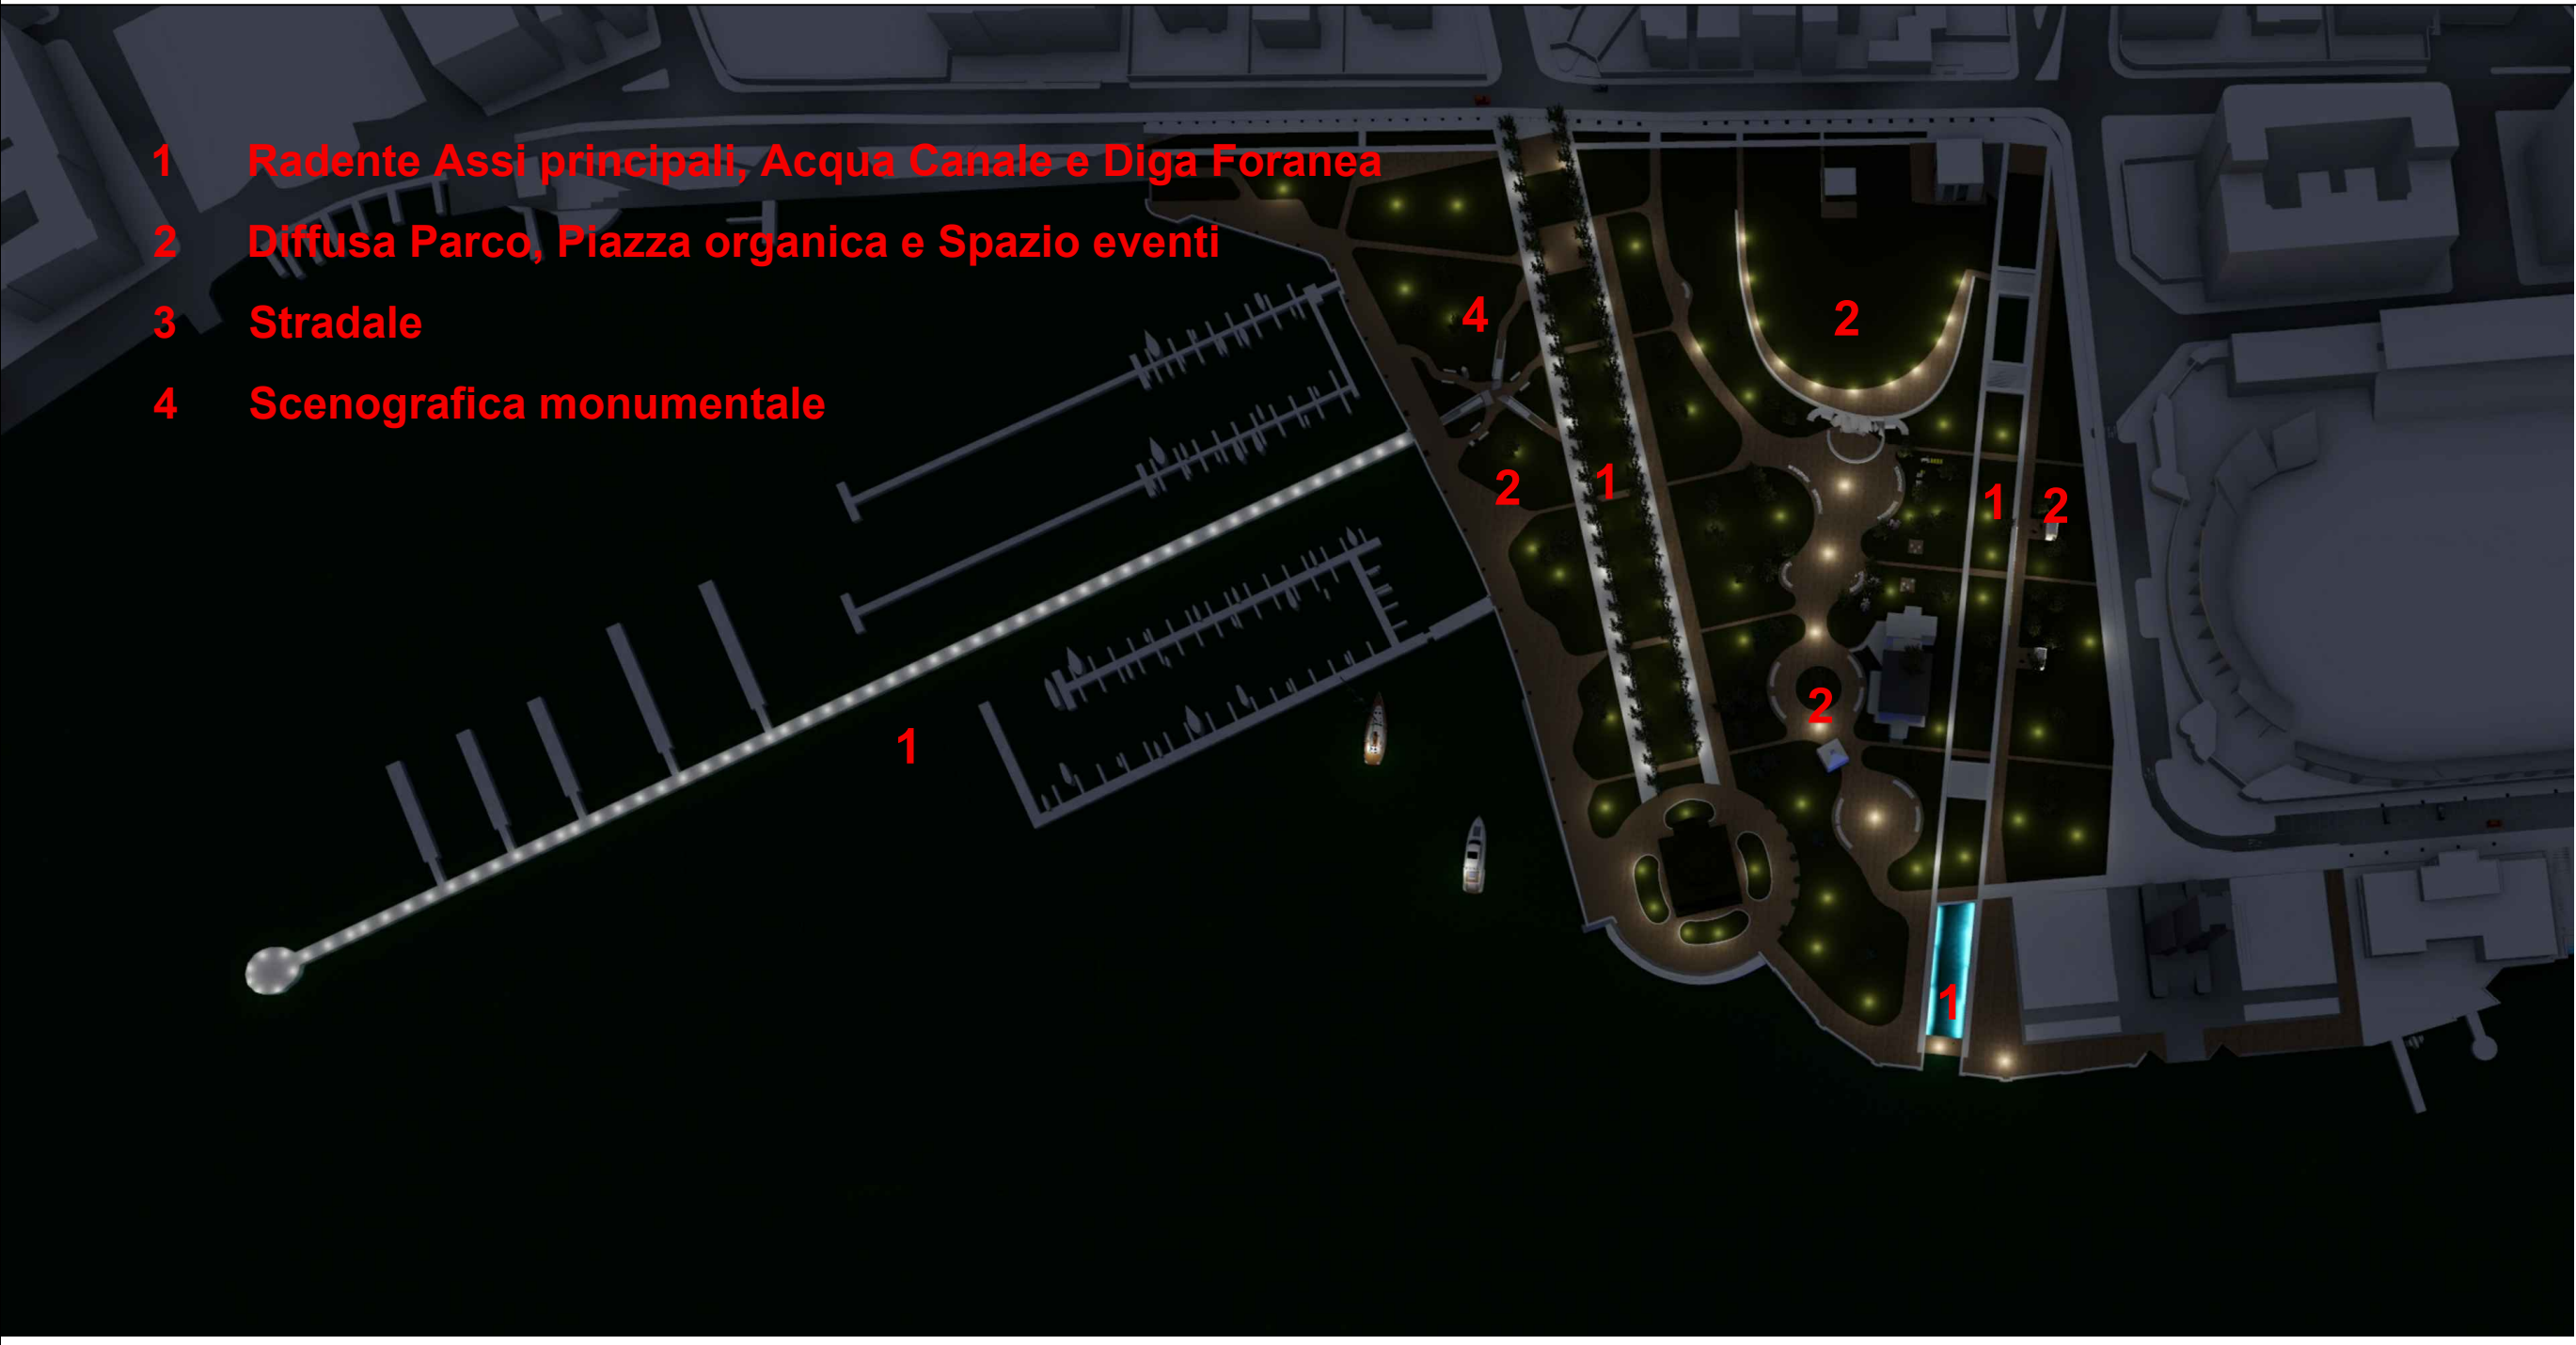 1 Radente Assi principali, Acqua Canale e Diga Foranea
2 Diffusa Parco, Piazza organica e Spazio eventi
3 Stradale
4 Scenografica monumentale
4
2
2
1
1
2
2
1
1